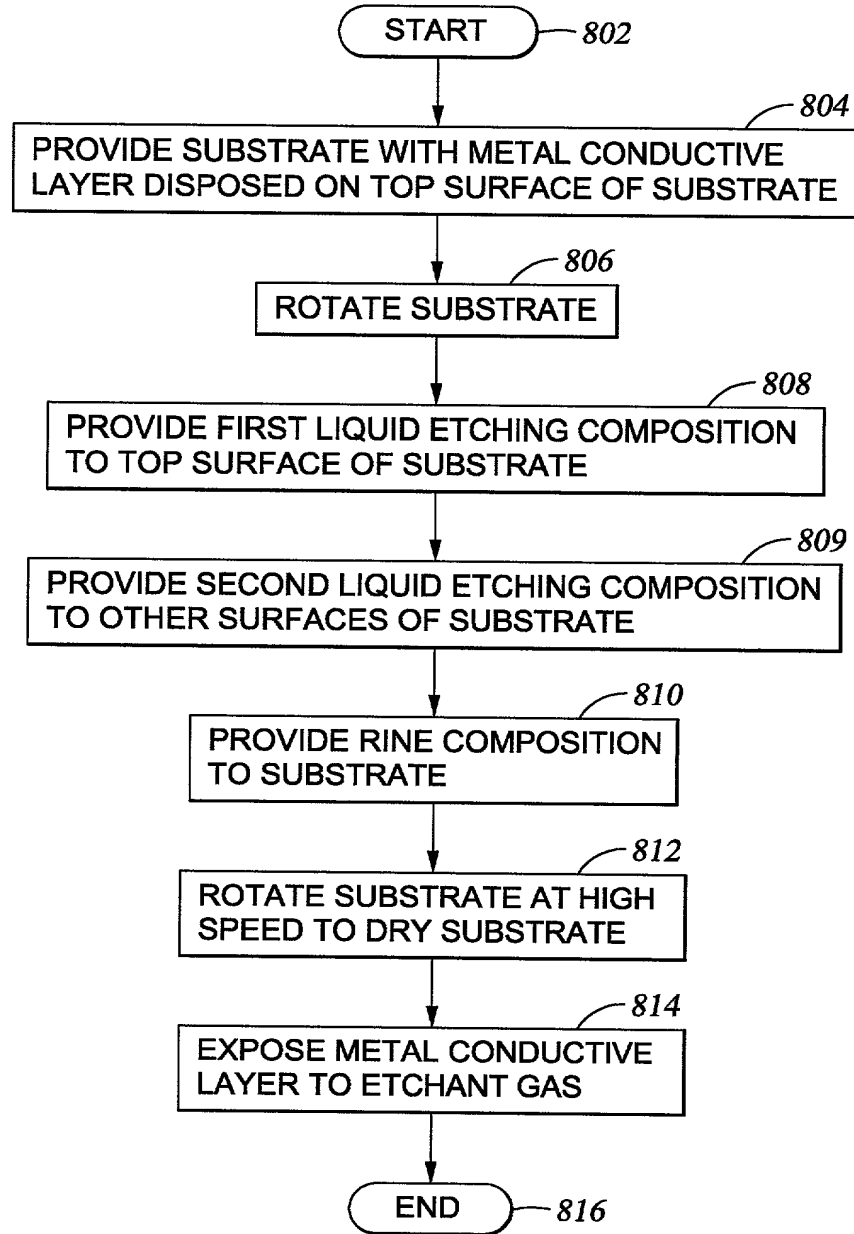 START
802
804
PROVIDE SUBSTRATE WITH METAL CONDUCTIVE
LAYER DISPOSED ON TOP SURFACE OF SUBSTRATE
806
ROTATE SUBSTRATE
808
PROVIDE FIRST LIQUID ETCHING COMPOSITION
TO TOP SURFACE OF SUBSTRATE
809
PROVIDE SECOND LIQUID ETCHING COMPOSITION
TO OTHER SURFACES OF SUBSTRATE
810
PROVIDE RINE COMPOSITION
TO SUBSTRATE
812
ROTATE SUBSTRATE AT HIGH
SPEED TO DRY SUBSTRATE
814
EXPOSE METAL CONDUCTIVE
LAYER TO ETCHANT GAS
END
816